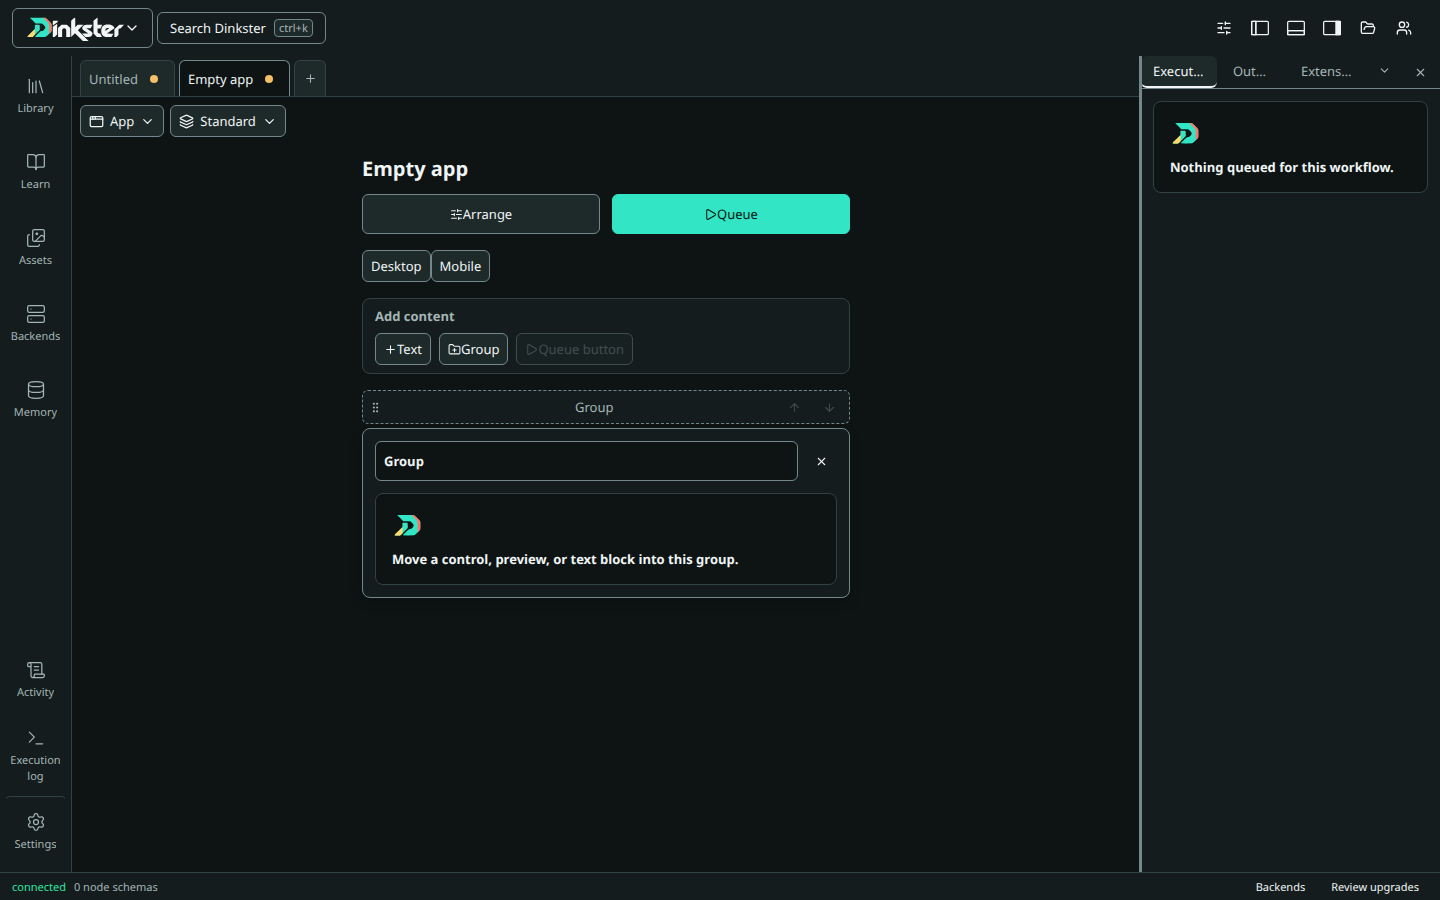 Dinkster
Search Dinkster ctrl+k
Untitled
Empy app
Library
Learn
Assets
Backends
Memory
Activity
Execution
log
Settings
App
Standard
Empty app
Arrange
Queue
Desktop
Mobile
Add content
Text
Group
Queue button
Group
Group
Move a control, preview, or text block into this group.
Execut...
Out...
Extens...
Nothing queued for this workflow.
connected 0 node schemas
Backends
Review upgrades